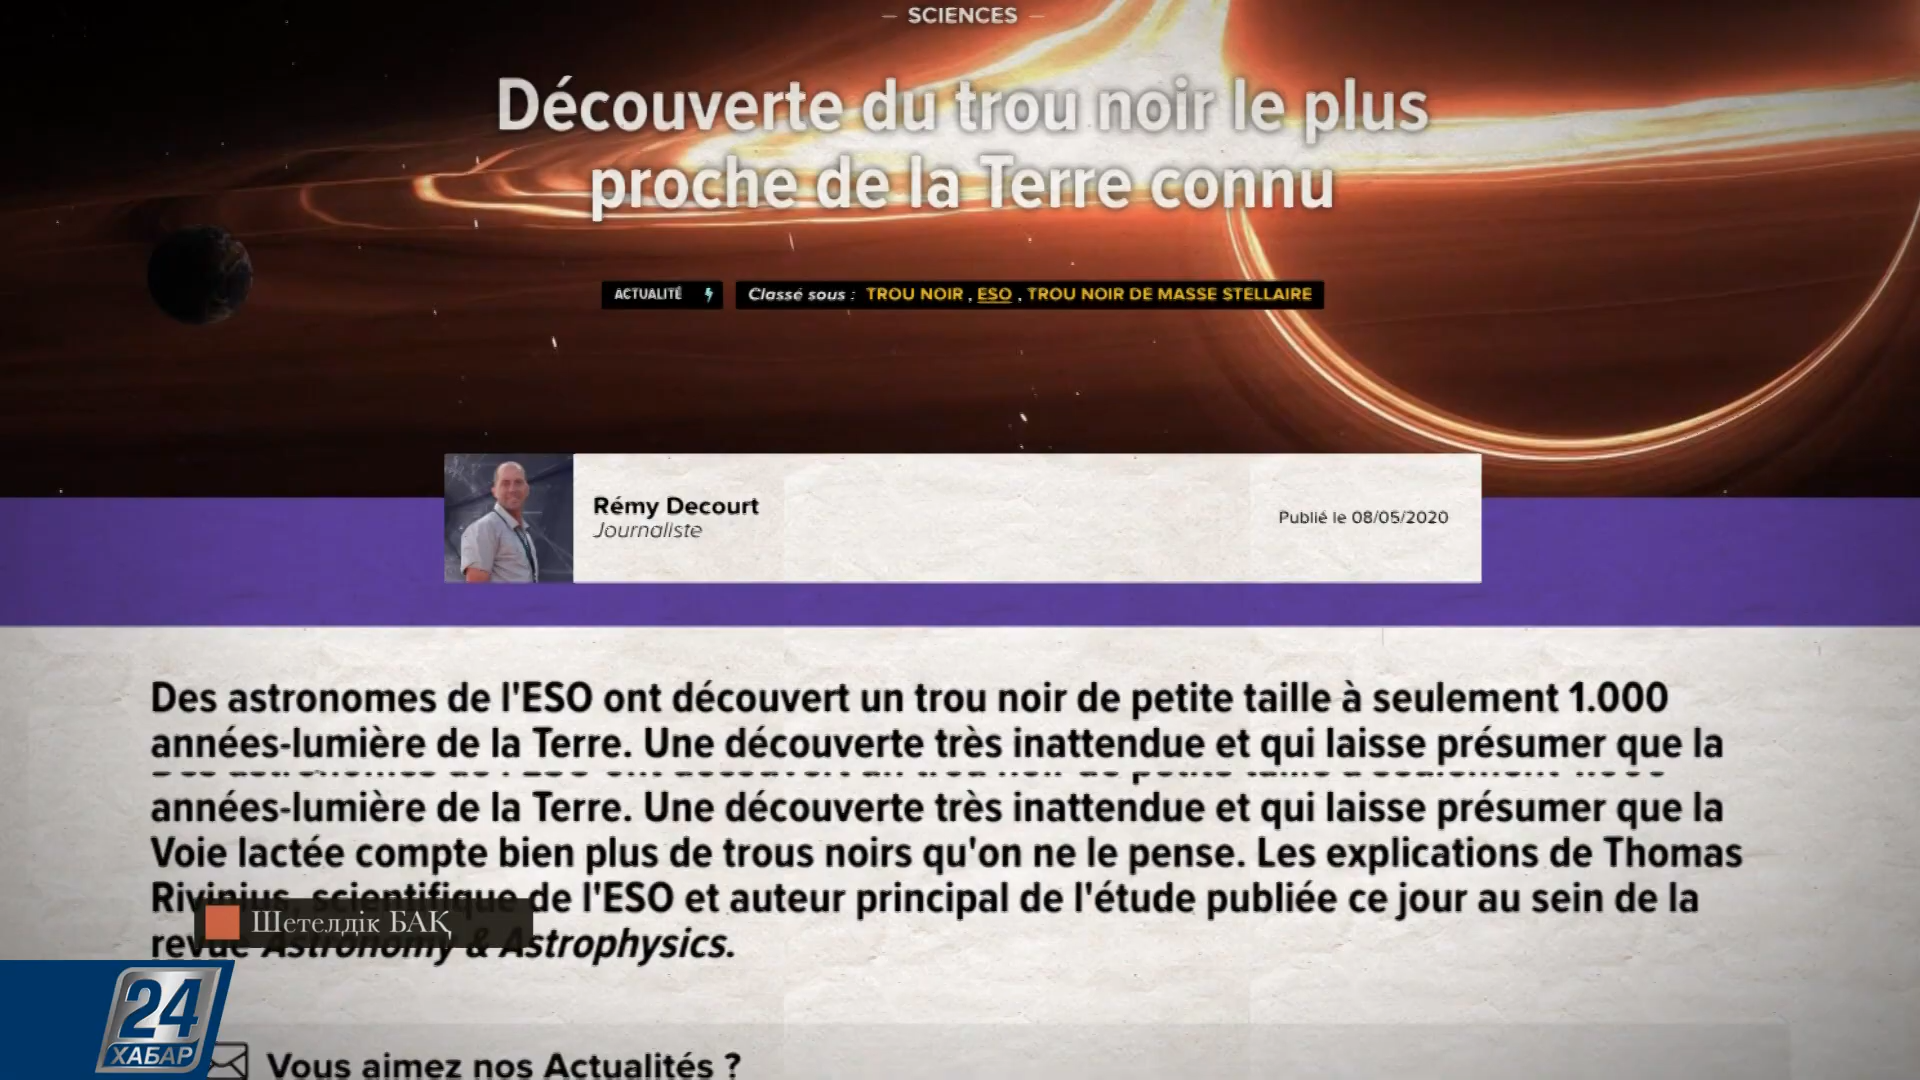 SCIENCES
Découverte du trou noir le plus
proche de la Terre connu
ACTUALITÉ
Classé sous : TROU NOIR , ESO , TROU NOIR DE MASSE STELLAIRE
Rémy Decourt
Journaliste
Publié le 08/05/2020
Des astronomes de l'ESO ont découvert un trou noir de petite taille à seulement 1.000
années-lumière de la Terre. Une découverte très inattendue et qui laisse présumer que la
années-lumière de la Terre. Une découverte très inattendue et qui laisse présumer que la
Voie lactée compte bien plus de trous noirs qu'on ne le pense. Les explications de Thomas
Rivinius, scientifique de l'ESO et auteur principal de l'étude publiée ce jour au sein de la
revue Astronomy & Astrophysics.
Шетелдік БАҚ
24
ХАБАР
Vous aimez nos Actualités ?